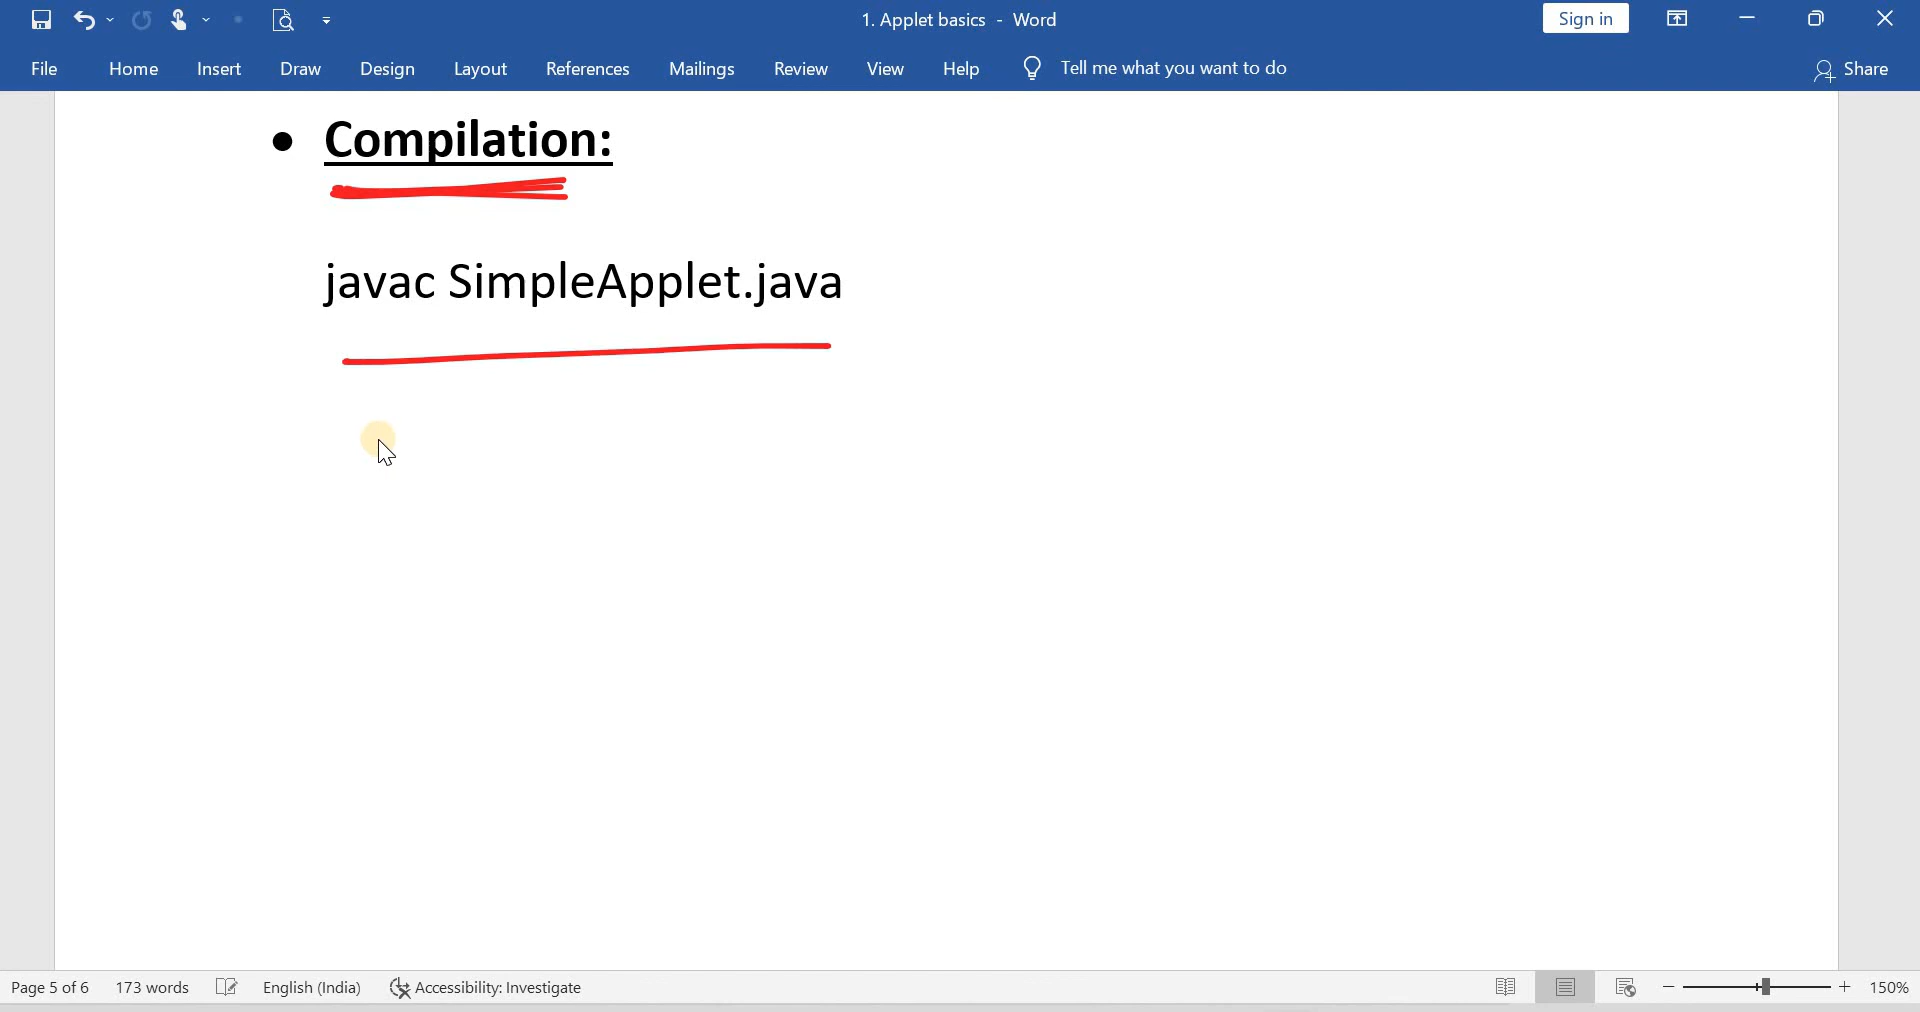 1. Applet basics - Word
Sign in
File Home Insert Draw Design Layout References Mailings Review View Help Tell me what you want to do Share
• Compilation:
javac SimpleApplet.java
Page 5 of 6 173 words English (India) Accessibility: Investigate 150%